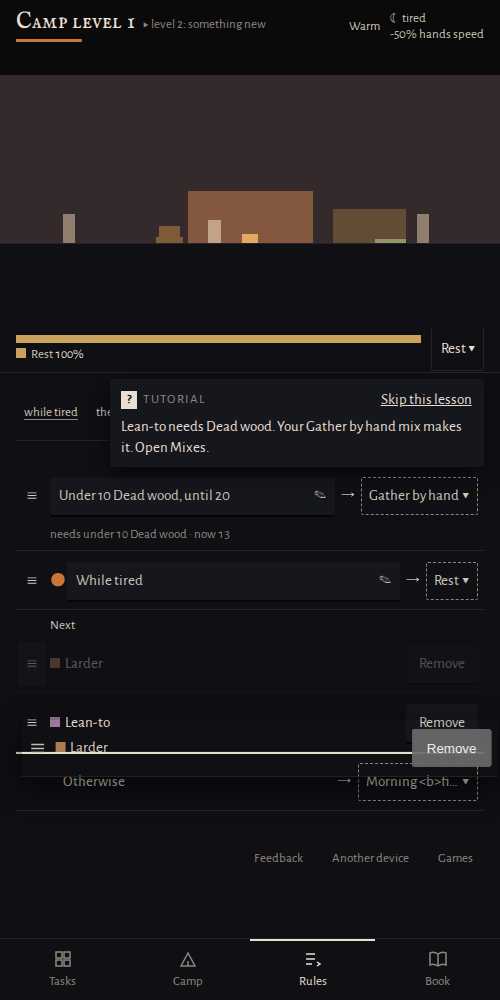 Camp level 1 ▸ level 2: something new
Warm
☾ tired
-50% hands speed
Rest 100%
Rest ▾
? TUTORIAL Skip this lesson
Lean-to needs Dead wood. Your Gather by hand mix makes
it. Open Mixes.
while tired the
Under 10 Dead wood, until 20 → Gather by hand ▾
needs under 10 Dead wood · now 13
While tired → Rest ▾
Next
Larder Remove
Lean-to Remove
Larder Remove
Otherwise → Morning<b>fi... ▾
Feedback Another device Games
Tasks Camp Rules Book